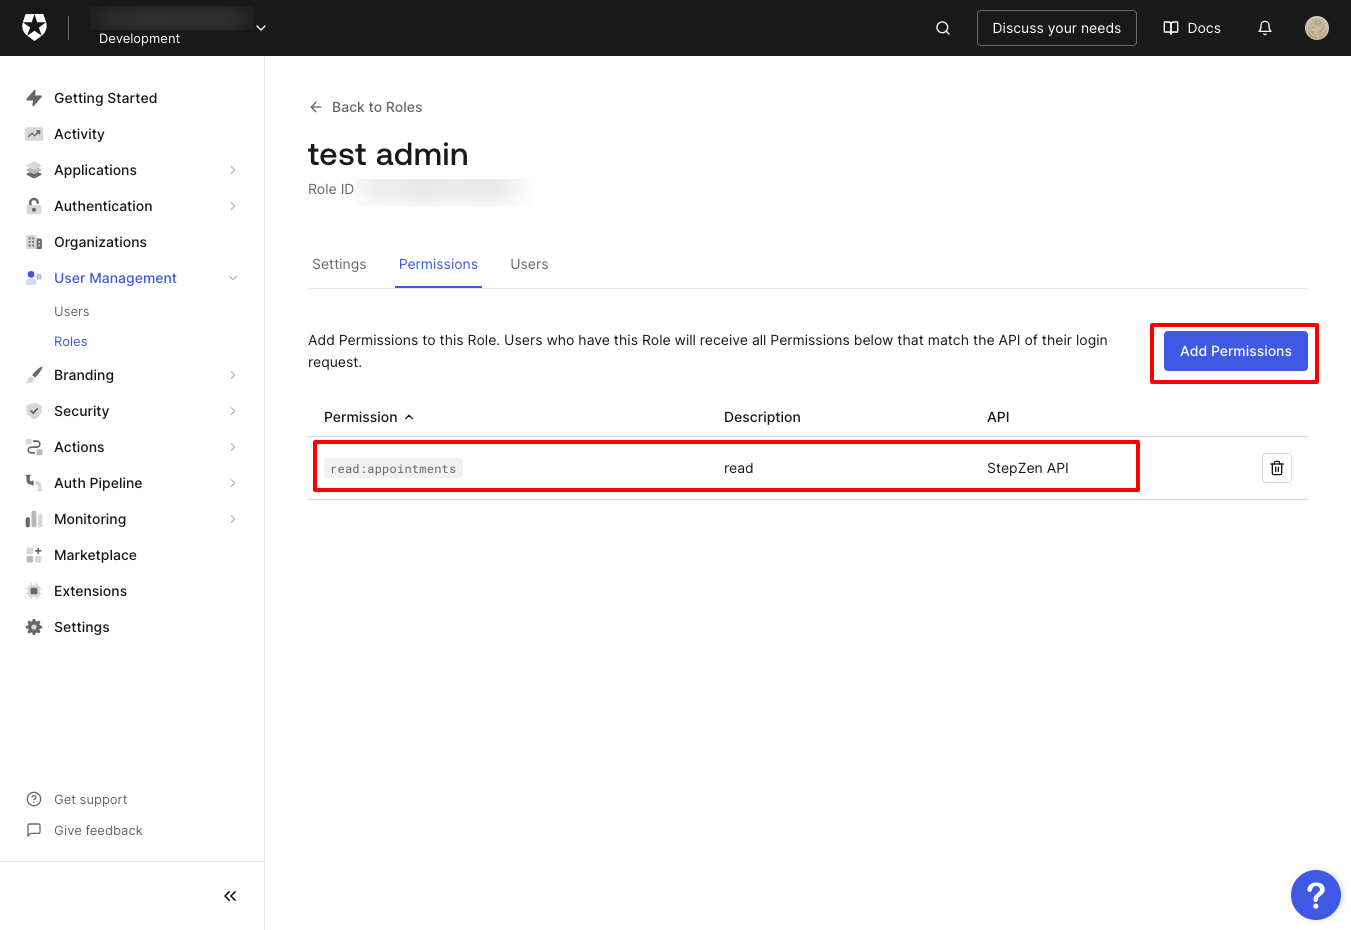 Development
Discuss your needs
Docs
Getting Started
Activity
Applications
Authentication
Organizations
User Management
Users
Roles
Branding
Security
Actions
Auth Pipeline
Monitoring
Marketplace
Extensions
Settings
Get support
Give feedback
Back to Roles
test admin
Role ID
Settings Permissions Users
Add Permissions to this Role. Users who have this Role will receive all Permissions below that match the API of their login
request.
Add Permissions
Permission Description API
read:appointments read StepZen API
?